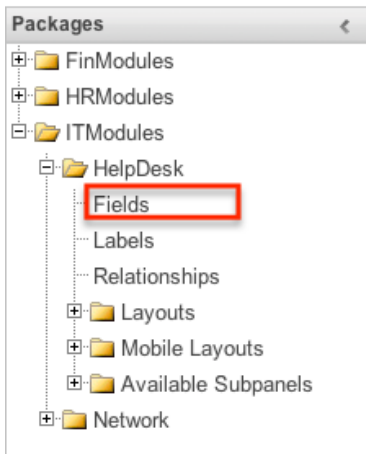 Packages
FinModules
HRModules
ITModules
HelpDesk
Fields
Labels
Relationships
Layouts
Mobile Layouts
Available Subpanels
Network